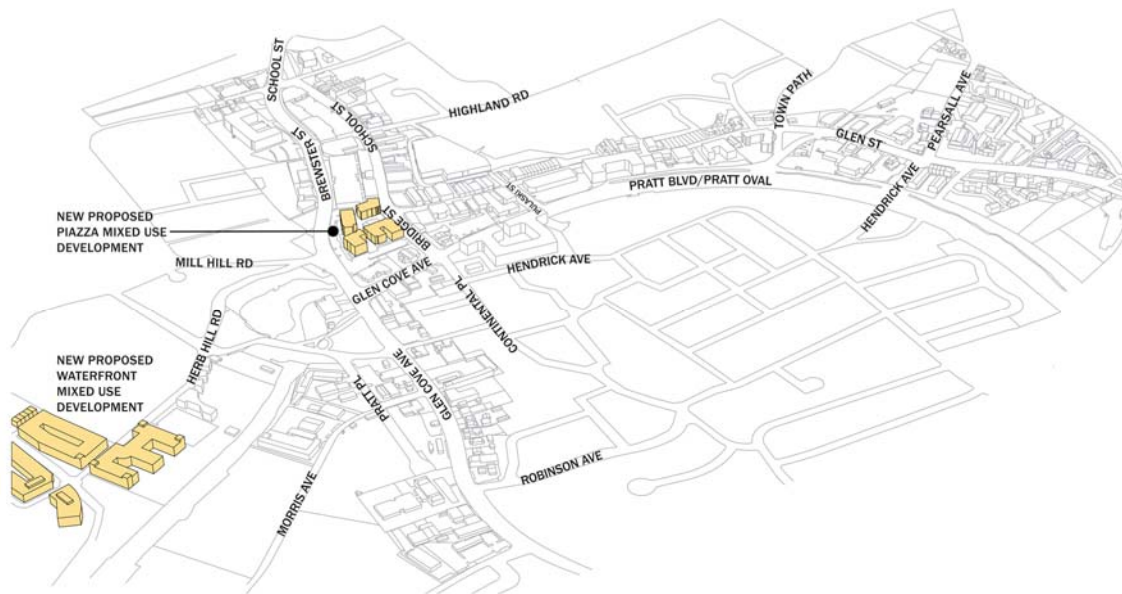 SCHOOL ST
SCHOOL ST
HIGHLAND RD
BREWSTER ST
TOWN PATH
PEARSALL AVE
GLEN ST
PULASKI ST
PRATT BLVD/PRATT OVAL
HENDRICK AVE
NEW PROPOSED
PIAZZA MIXED USE
DEVELOPMENT
BRIDGE ST
MILL HILL RD
GLEN COVE AVE
HENDRICK AVE
CONTINENTAL PL
HERB HILL RD
NEW PROPOSED
WATERFRONT
MIXED USE
DEVELOPMENT
PRATT PL
GLEN COVE AVE
ROBINSON AVE
MORRIS AVE